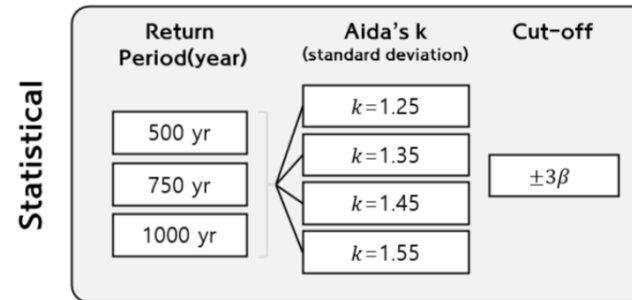 Statistical
Return
Period(year)
500 yr
750 yr
1000 yr
Aida's k
(standard deviation)
k=1.25
k=1.35
k=1.45
k=1.55
Cut-off
±3β